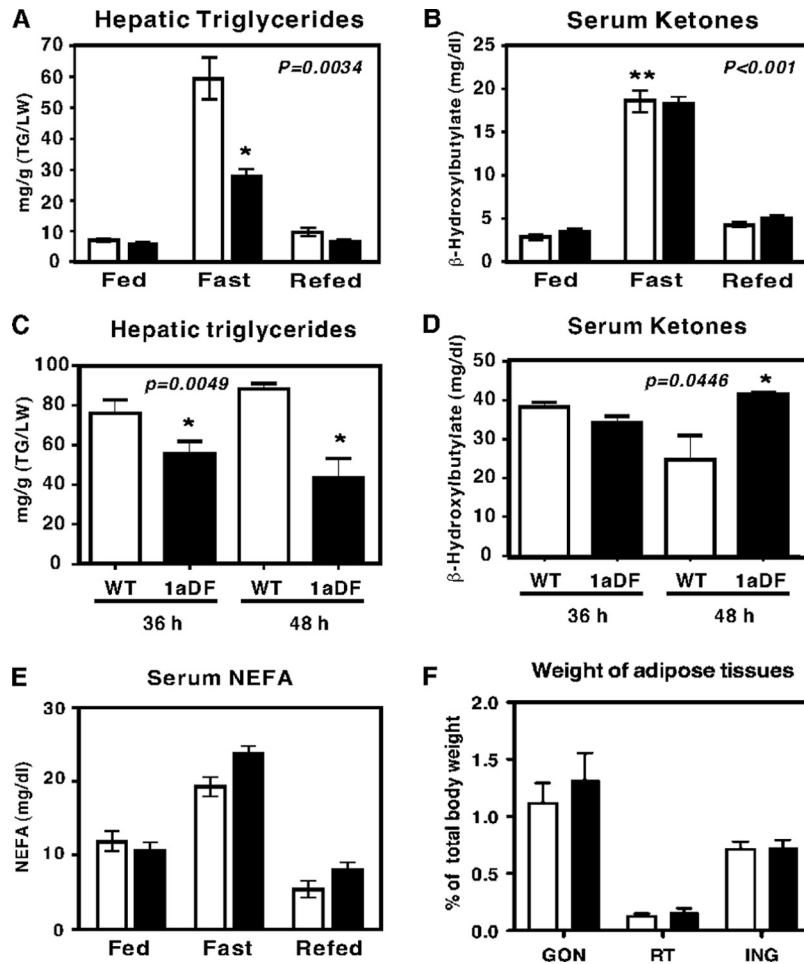 A Hepatic Triglycerides
mg/g (TG/LW)
70
60
50
40
30
20
10
0
P=0.0034
*
Fed Fast Refed
B Serum Ketones
β-Hydroxylbutylate (mg/dl)
25
20
15
10
5
0
**
P<0.001
Fed Fast Refed
C Hepatic triglycerides
mg/g (TG/LW)
100
80
60
40
20
0
p=0.0049
*
*
WT 1aDF WT 1aDF
36 h 48 h
D Serum Ketones
β-Hydroxylbutylate (mg/dl)
50
40
30
20
10
0
p=0.0446
*
WT 1aDF WT 1aDF
36 h 48 h
E Serum NEFA
NEFA (mg/dl)
30
20
10
0
Fed Fast Refed
F Weight of adipose tissues
% of total body weight
2.0
1.5
1.0
0.5
0.0
GON RT ING